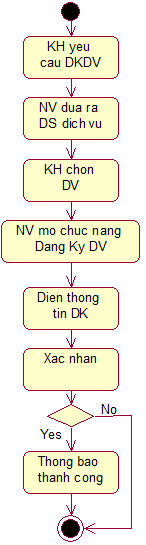 KH yeu
cau DKDV
NV dua ra
DS dich vu
KH chon
DV
NV mo chuc nang
Dang Ky DV
Dien thong
tin DK
Xac nhan
No
Yes
Thong bao
thanh cong